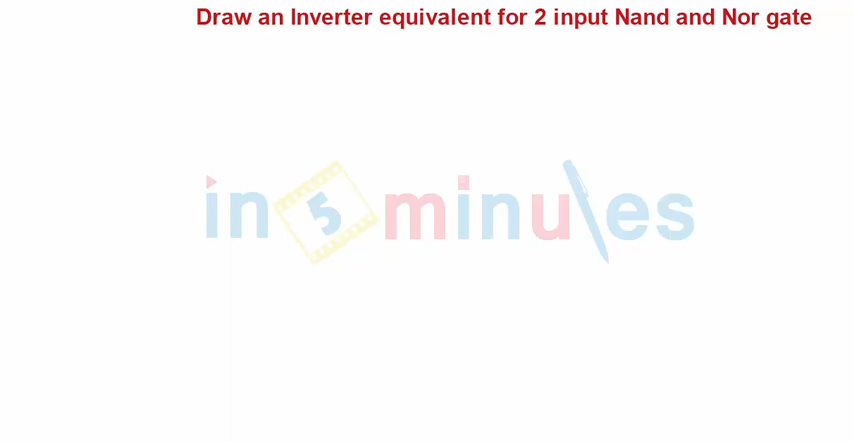 Draw an Inverter equivalent for 2 input Nand and Nor gate
in 5 minutes